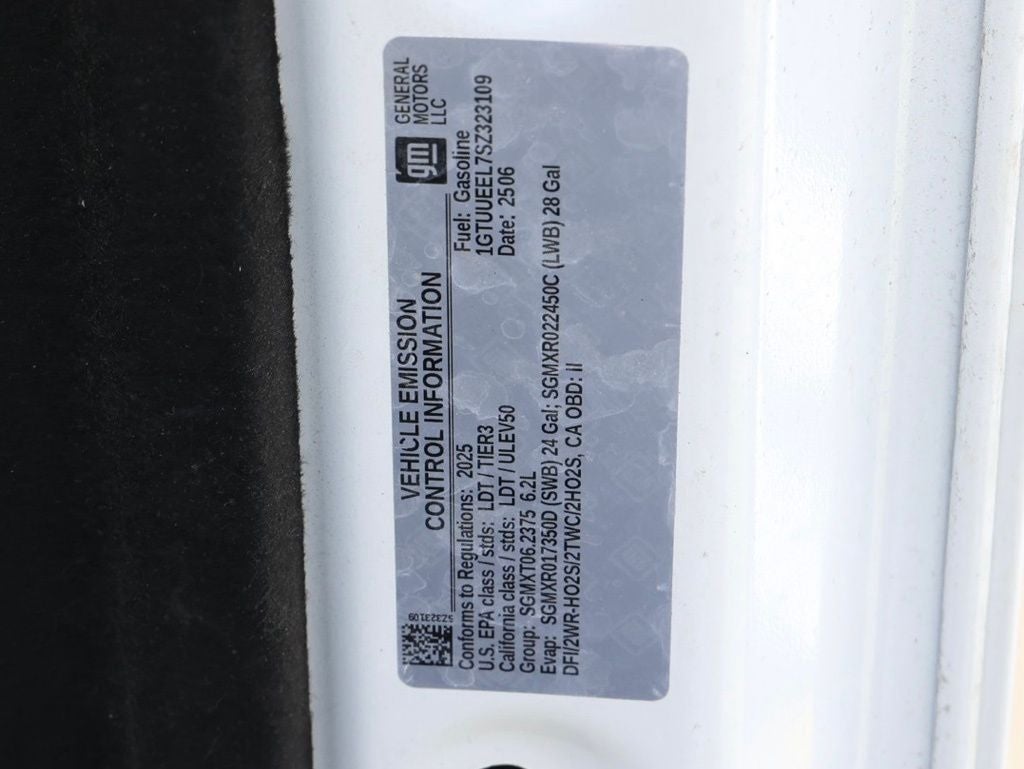 VEHICLE EMISSION
CONTROL INFORMATION
gm
GENERAL
MOTORS
LLC
SZ323109
Conforms to Regulations: 2025
U.S. EPA class / stds: LDT / TIER3
California class / stds: LDT / ULEV50
Group: SGMXT06.2375 6.2L
Evap: SGMXR017350D (SWB) 24 Gal; SGMXR022450C (LWB) 28 Gal
DFI/2WR-HO2S/2TWC/2HO2S, CA OBD: II
Fuel: Gasoline
1GTUUEEL7SZ323109
Date: 2506